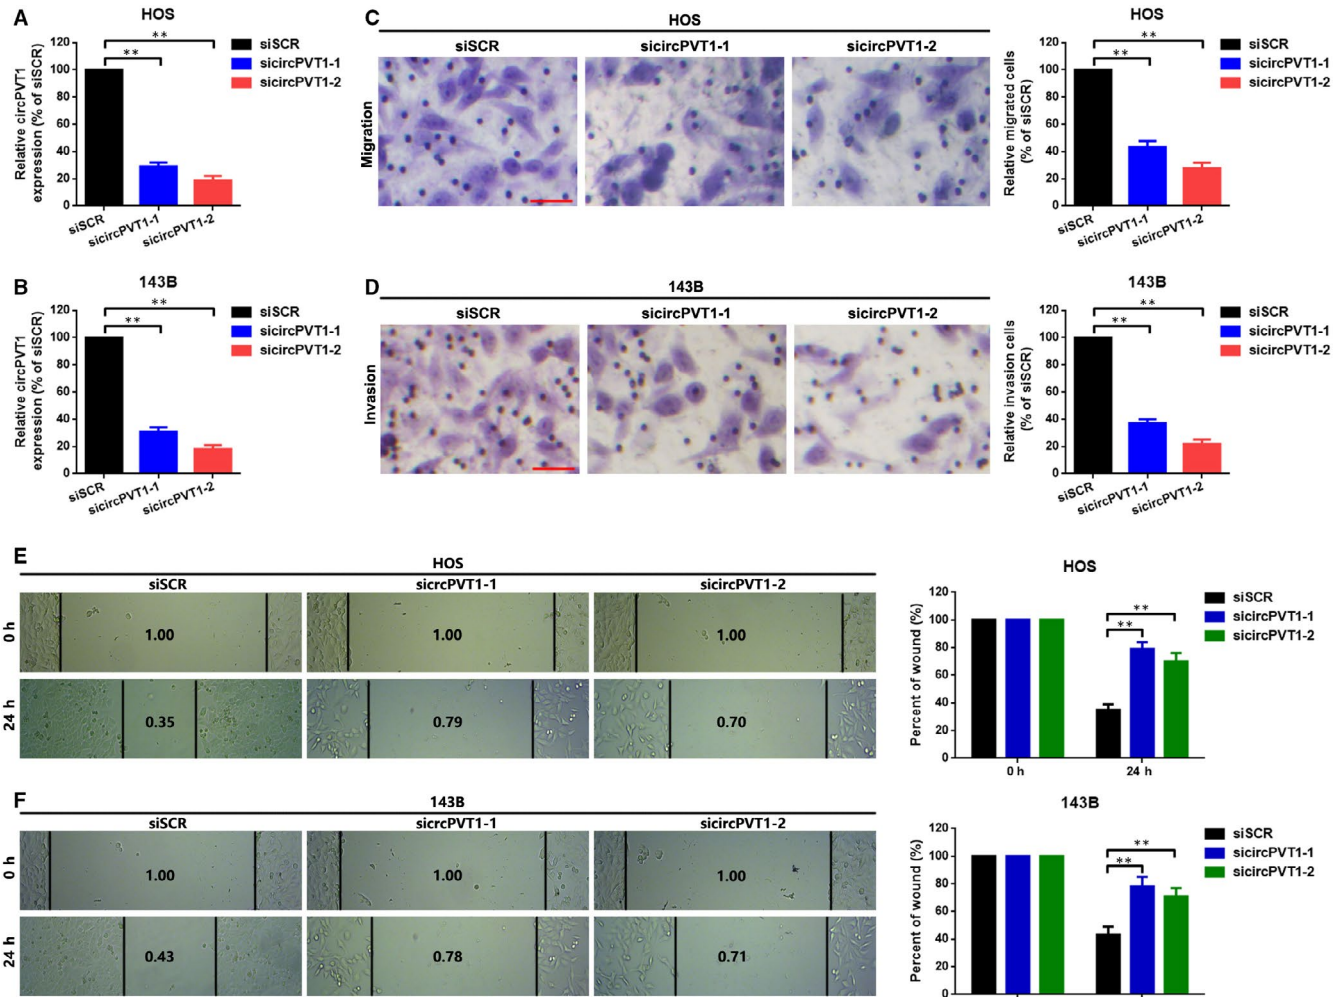 A
HOS
Relative circPVT1
expression (% of siSCR)
120
100
80
60
40
20
0
**
**
siSCR
sicircPVT1-1
sicircPVT1-2
siSCR
sicircPVT1-1
sicircPVT1-2
B
143B
Relative circPVT1
expression (% of siSCR)
120
100
80
60
40
20
0
**
**
siSCR
sicircPVT1-1
sicircPVT1-2
siSCR
sicircPVT1-1
sicircPVT1-2
C
HOS
siSCR
sicircPVT1-1
sicircPVT1-2
Migration
HOS
Relative migrated cells
(% of siSCR)
120
100
80
60
40
20
0
**
**
siSCR
sicircPVT1-1
sicircPVT1-2
siSCR
sicircPVT1-1
sicircPVT1-2
D
143B
siSCR
sicircPVT1-1
sicircPVT1-2
Invasion
143B
Relative invasion cells
(% of siSCR)
120
100
80
60
40
20
0
**
**
siSCR
sicircPVT1-1
sicircPVT1-2
siSCR
sicircPVT1-1
sicircPVT1-2
E
HOS
siSCR
sicrcPVT1-1
sicircPVT1-2
0 h
1.00
1.00
1.00
24 h
0.35
0.79
0.70
HOS
Percent of wound (%)
120
100
80
60
40
20
0
**
**
0 h
24 h
siSCR
sicircPVT1-1
sicircPVT1-2
F
143B
siSCR
sicrcPVT1-1
sicircPVT1-2
0 h
1.00
1.00
1.00
24 h
0.43
0.78
0.71
143B
Percent of wound (%)
120
100
80
60
40
20
0
**
**
siSCR
sicircPVT1-1
sicircPVT1-2